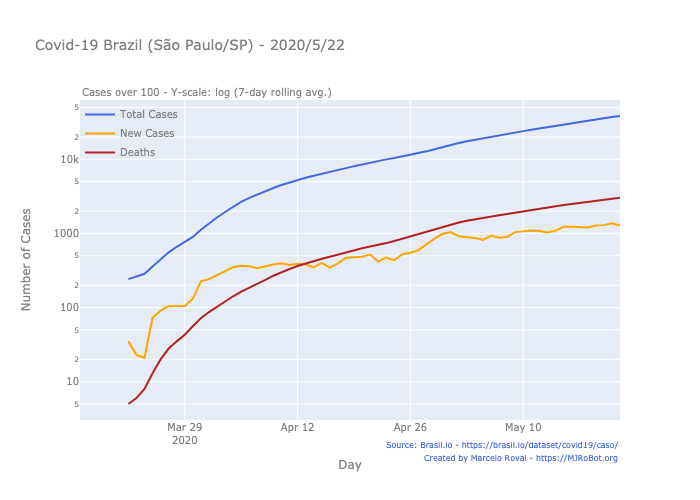 Covid-19 Brazil (São Paulo/SP) - 2020/5/22
Cases over 100 - Y-scale: log (7-day rolling avg.)
Total Cases
New Cases
Deaths
5
10k
5
2
1000
5
2
100
5
2
10
5
Number of Cases
Mar 29
2020
Apr 12
Apr 26
May 10
Day
Source: Brasil.io - https://brasil.io/dataset/covid19/caso/
Created by Marcelo Rovai - https://MJRoBot.org